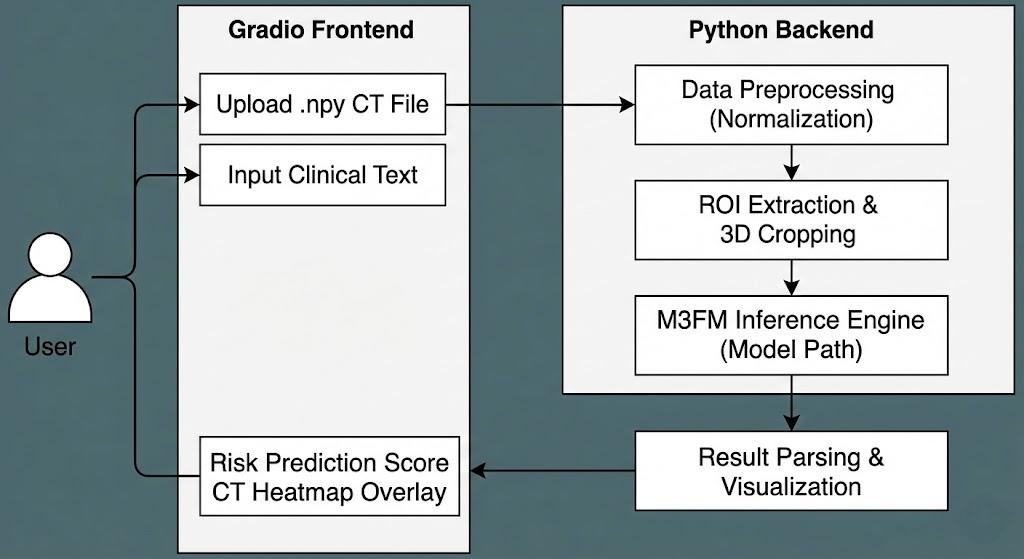 Gradio Frontend
Upload .npy CT File
Input Clinical Text
Risk Prediction Score
CT Heatmap Overlay
User
Python Backend
Data Preprocessing
(Normalization)
ROI Extraction &
3D Cropping
M3FM Inference Engine
(Model Path)
Result Parsing &
Visualization